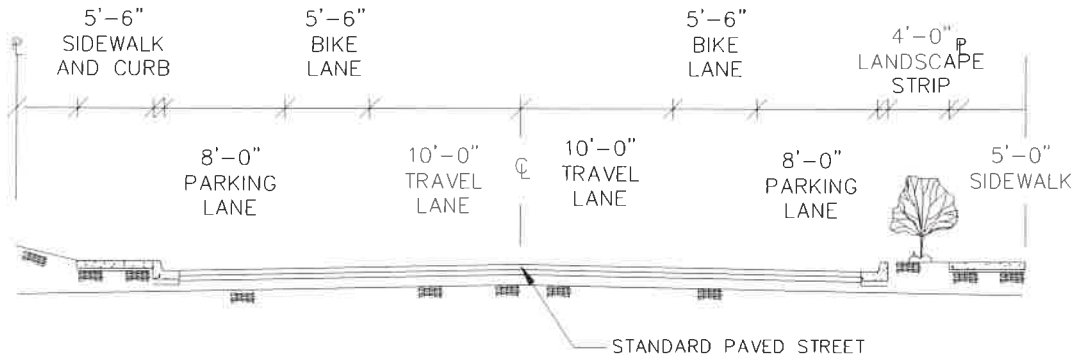 5'-6"
SIDEWALK
AND CURB
5'-6"
BIKE
LANE
5'-6"
BIKE
LANE
4'-0"
LANDSCAPE
STRIP
8'-0"
PARKING
LANE
10'-0"
TRAVEL
LANE
℄
10'-0"
TRAVEL
LANE
8'-0"
PARKING
LANE
5'-0"
SIDEWALK
STANDARD PAVED STREET